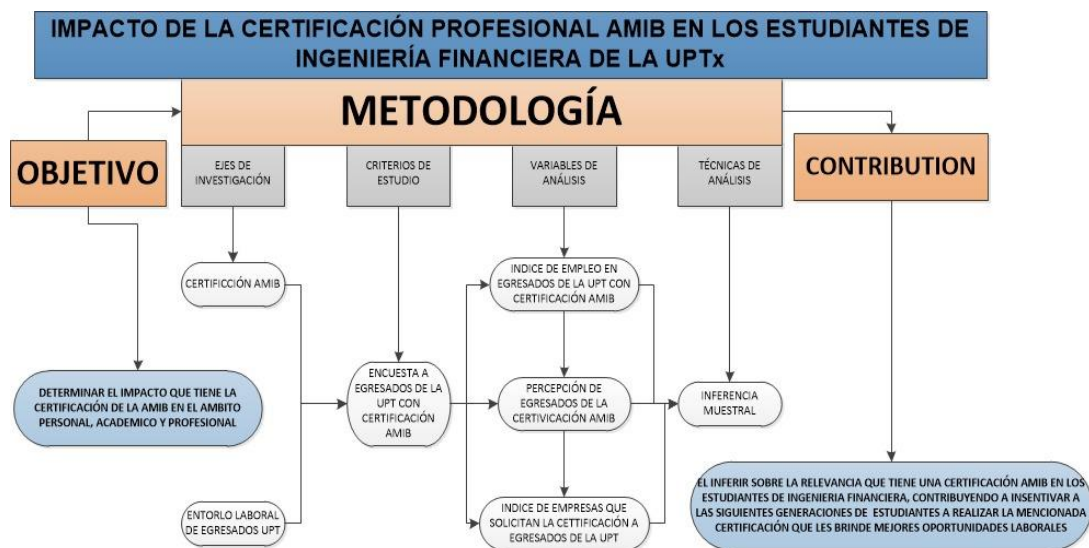 IMPACTO DE LA CERTIFICACIÓN PROFESIONAL AMIB EN LOS ESTUDIANTES DE
INGENIERÍA FINANCIERA DE LA UPTx
METODOLOGÍA
OBJETIVO
EJES DE
INVESTIGACIÓN
CRITERIOS DE
ESTUDIO
VARIABLES DE
ANÁLISIS
TÉCNICAS DE
ANÁLISIS
CONTRIBUTION
CERTIFICCIÓN AMIB
INDICE DE EMPLEO EN
EGRESADOS DE LA UPT CON
CERTIFICACIÓN AMIB
DETERMINAR EL IMPACTO QUE TIENE LA
CERTIFICACIÓN DE LA AMIB EN EL AMBITO
PERSONAL, ACADEMICO Y PROFESIONAL
ENCUESTA A
EGRESADOS DE LA
UPT CON
CERTIFICACIÓN
AMIB
PERCEPCIÓN DE
EGRESADOS DE LA
CERTIVICACIÓN AMIB
INFERENCIA
MUESTRAL
ENTORLO LABORAL
DE EGRESADOS UPT
INDICE DE EMPRESAS QUE
SOLICITAN LA CETTIFICACIÓN A
EGRESADOS DE LA UPT
EL INFERIR SOBRE LA RELEVANCIA QUE TIENE UNA CERTIFICACIÓN AMIB EN LOS
ESTUDIANTES DE INGENIERIA FINANCIERA, CONTRIBUYENDO A INSENTIVAR A
LAS SIGUIENTES GENERACIONES DE ESTUDIANTES A REALIZAR LA MENCIONADA
CERTIFICACIÓN QUE LES BRINDE MEJORES OPORTUNIDADES LABORALES